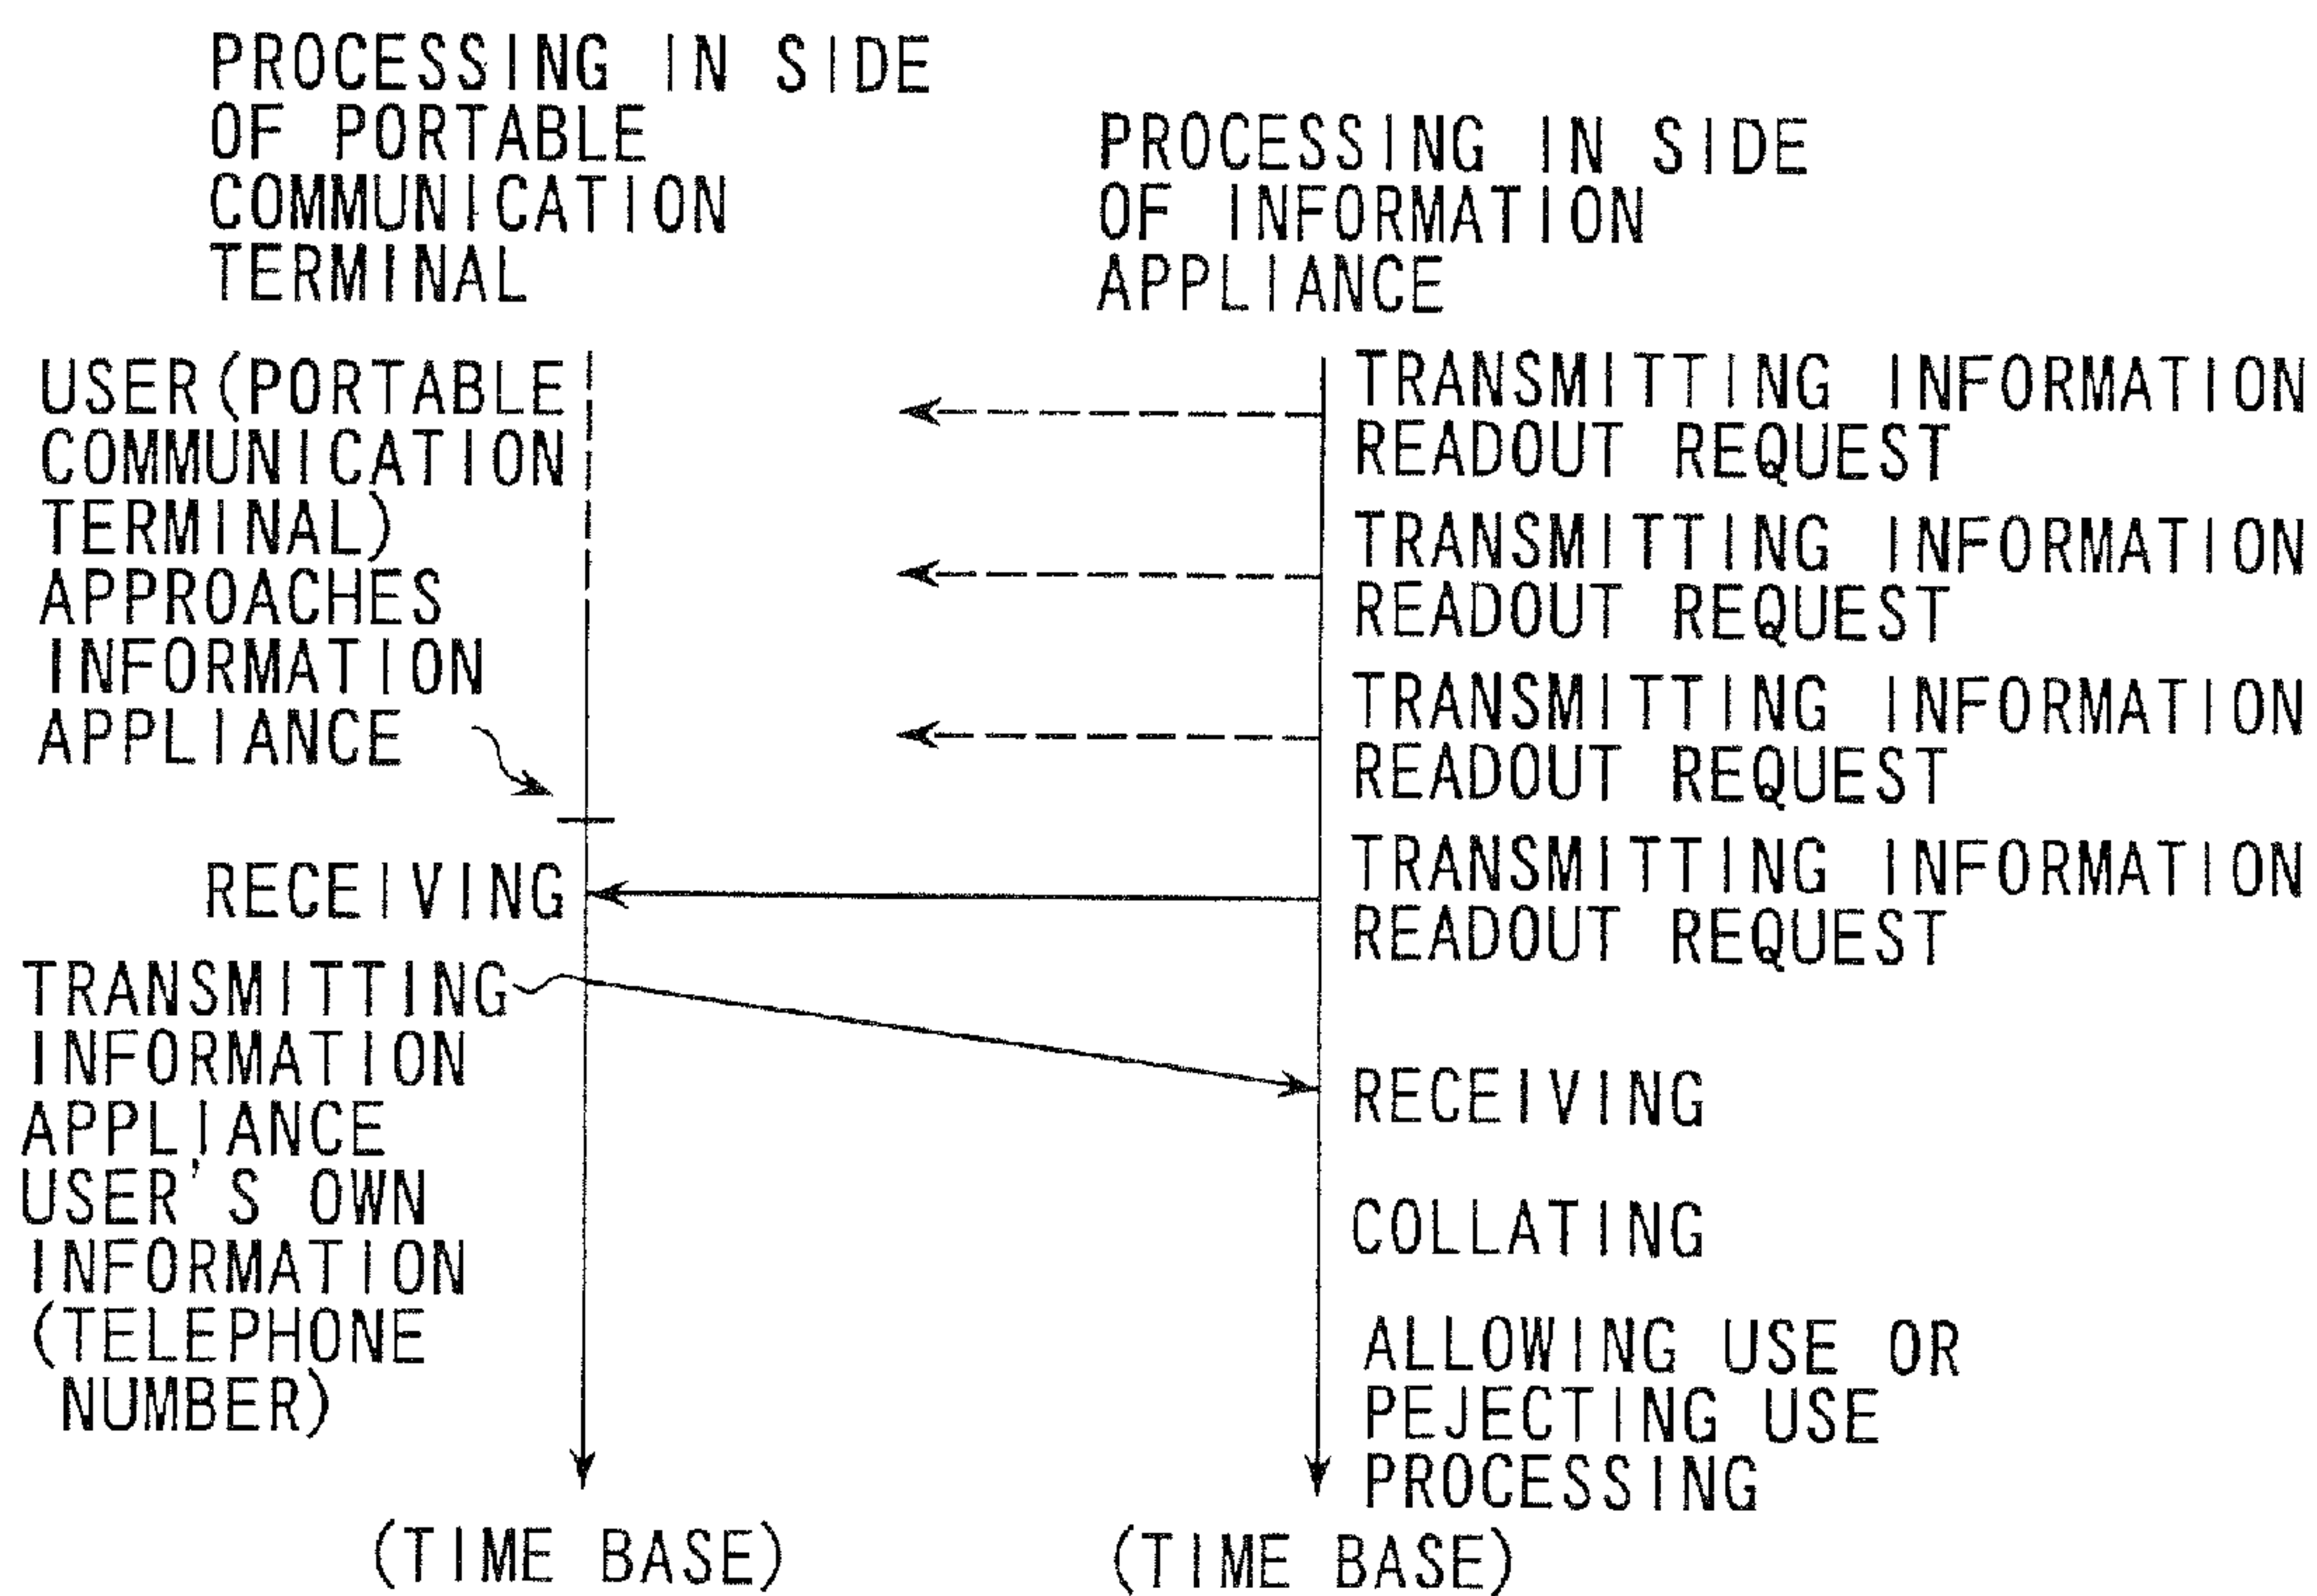 PROCESSING IN SIDE
OF PORTABLE
COMMUNICATION
TERMINAL
PROCESSING IN SIDE
OF INFORMATION
APPLIANCE
USER(PORTABLE
COMMUNICATION
TERMINAL)
APPROACHES
INFORMATION
APPLIANCE
RECEIVING
TRANSMITTING
INFORMATION
APPLIANCE
USER'S OWN
INFORMATION
(TELEPHONE
NUMBER)
(TIME BASE)
TRANSMITTING INFORMATION
READOUT REQUEST
TRANSMITTING INFORMATION
READOUT REQUEST
TRANSMITTING INFORMATION
READOUT REQUEST
TRANSMITTING INFORMATION
READOUT REQUEST
RECEIVING
COLLATING
ALLOWING USE OR
PEJECTING USE
PROCESSING
(TIME BASE)